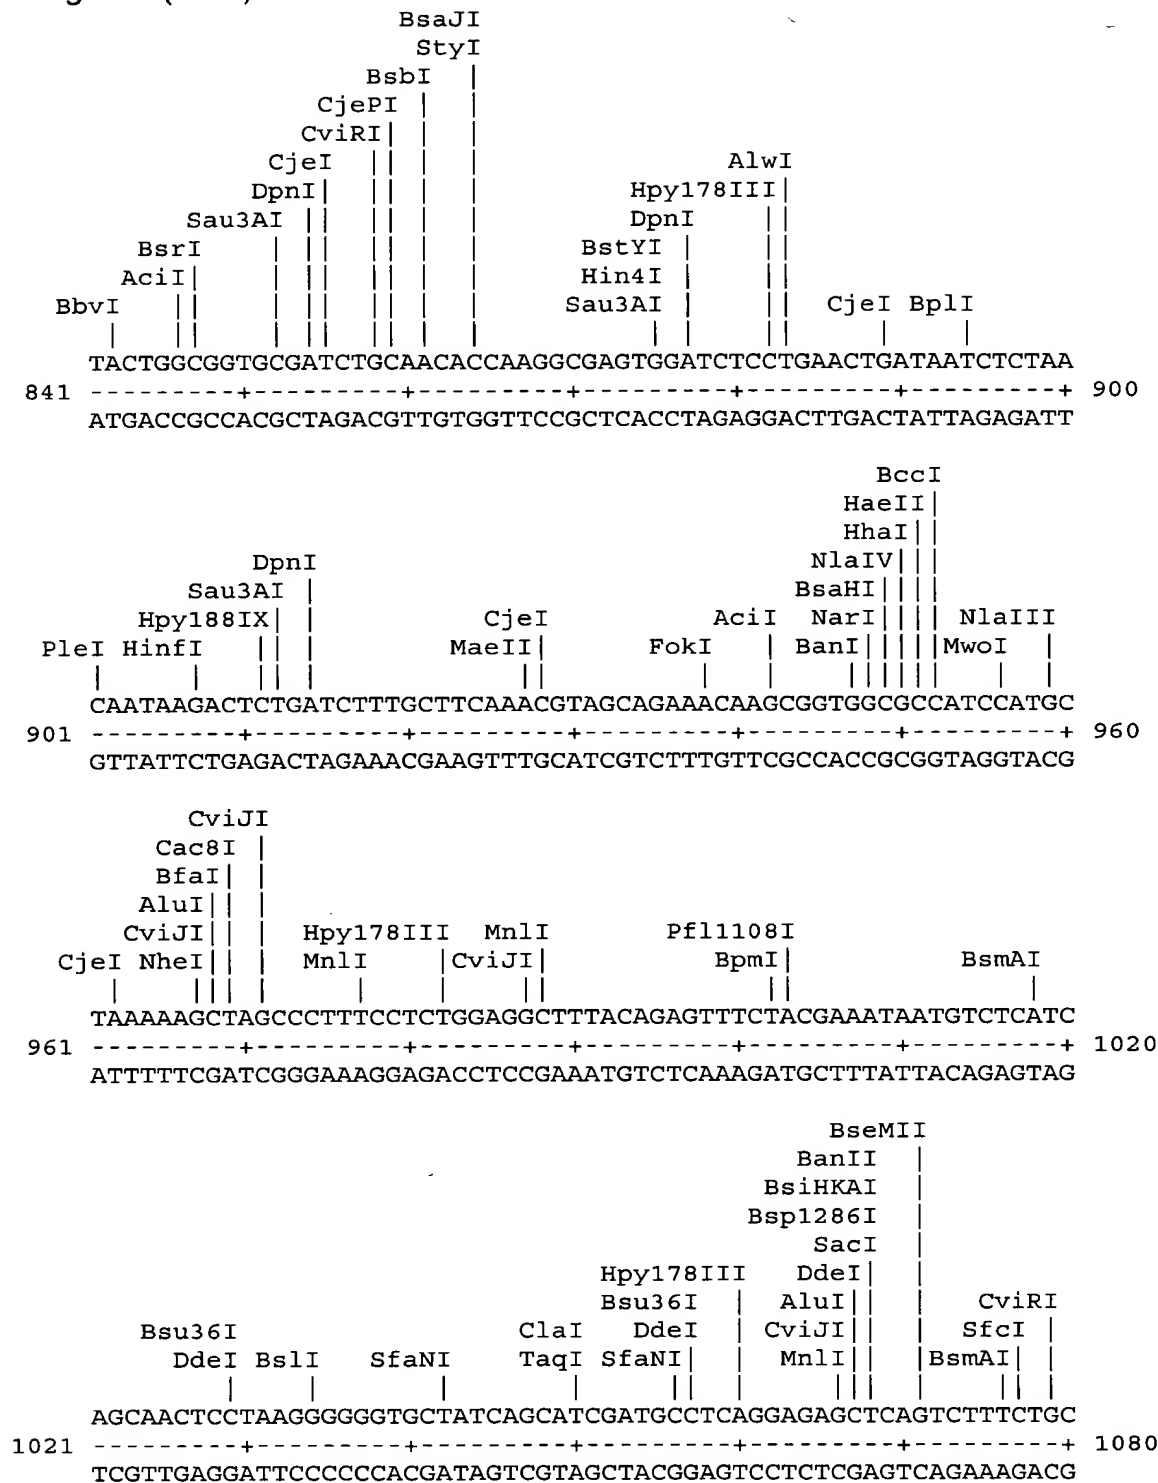 BsaJI
StyI
BsbI
CjePI
CviRI
CjeI AlwI
DpnI Hpy178III
Sau3AI DpnI
BsrI BstYI
AciI Hin4I
BbvI Sau3AI CjeI BplI
TACTGGCGGTGCGATCTGCAACACCAAGGCGAGTGGATCTCCTGAACTGATAATCTCTAA
841 ---------+---------+---------+---------+---------+---------+ 900
ATGACCGCCACGCTAGACGTTGTGGTTCCGCTCACCTAGAGGACTTGACTATTAGAGATT
BccI
HaeII
HhaI
DpnI NlaIV
Sau3AI BsaHI
Hpy188IX CjeI AciI NarI NlaIII
PleI HinfI MaeII FokI BanI MwoI
CAATAAGACTCTGATCTTTGCTTCAAACGTAGCAGAAACAAGCGGTGGCGCCATCCATGC
901 ---------+---------+---------+---------+---------+---------+ 960
GTTATTCTGAGACTAGAAACGAAGTTTGCATCGTCTTTGTTCGCCACCGCGGTAGGTACG
CviJI
Cac8I
BfaI
AluI
CviJI Hpy178III MnlI Pfl1108I
CjeI NheI MnlI CviJI BpmI BsmAI
TAAAAAGCTAGCCCTTTCCTCTGGAGGCTTTACAGAGTTTCTACGAAATAATGTCTCATC
961 ---------+---------+---------+---------+---------+---------+ 1020
ATTTTTCGATCGGGAAAGGAGACCTCCGAAATGTCTCAAAGATGCTTTATTACAGAGTAG
BseMII
BanII
BsiHKAI
Bsp1286I
SacI
Hpy178III DdeI
Bsu36I AluI CviRI
Bsu36I ClaI DdeI CviJI SfcI
DdeI BslI SfaNI TaqI SfaNI MnlI BsmAI
AGCAACTCCTAAGGGGGGTGCTATCAGCATCGATGCCTCAGGAGAGCTCAGTCTTTCTGC
1021 ---------+---------+---------+---------+---------+---------+ 1080
TCGTTGAGGATTCCCCCCACGATAGTCGTAGCTACGGAGTCCTCTCGAGTCAGAAAGACG